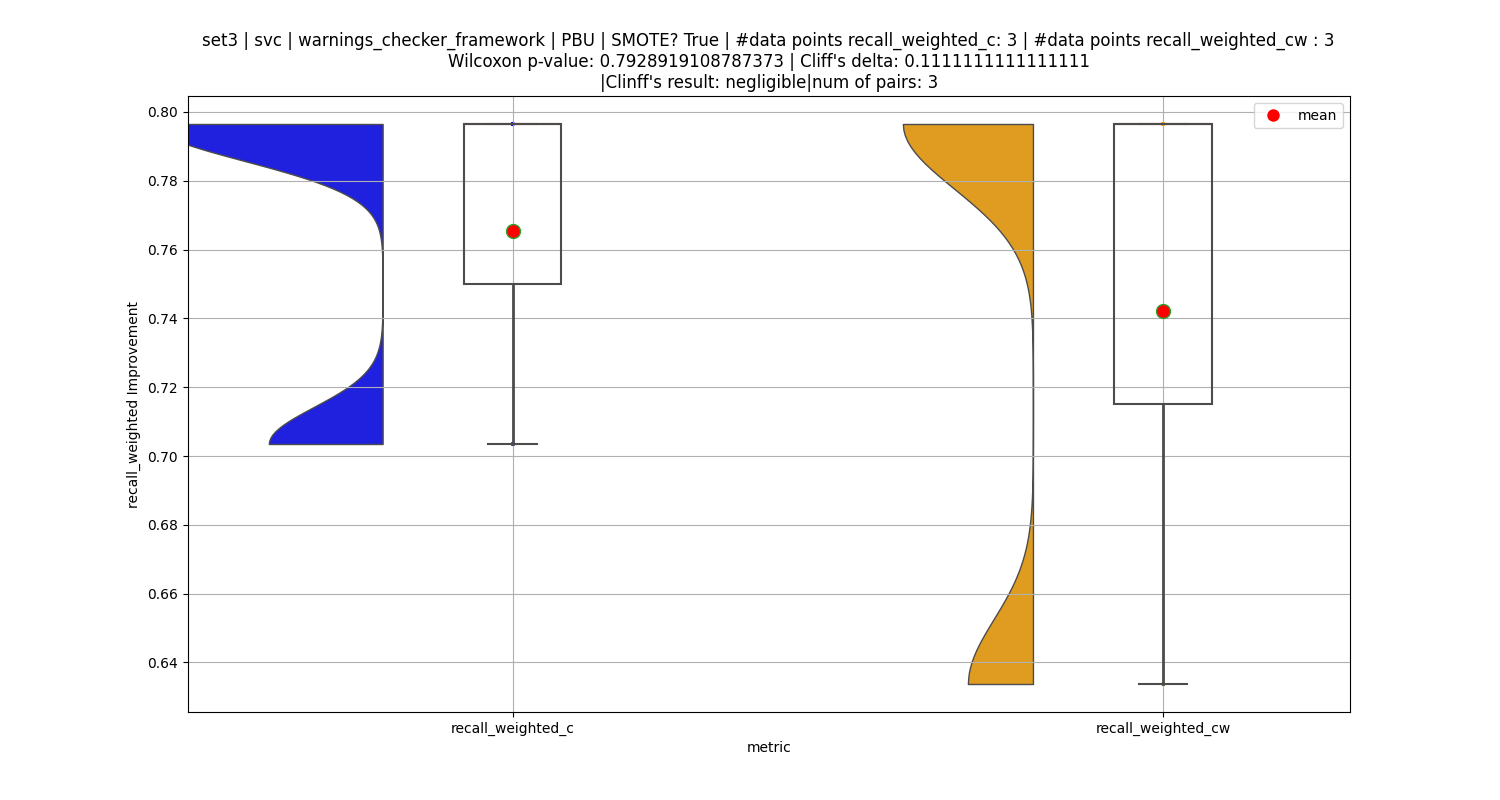 set3 | svc | warnings_checker_framework | PBU | SMOTE? True | #data points recall_weighted_c: 3 | #data points recall_weighted_cw : 3
Wilcoxon p-value: 0.7928919108787373 | Cliff's delta: 0.1111111111111111
|Clinff's result: negligible|num of pairs: 3
mean
0.80
0.78
0.76
0.74
0.72
0.70
0.68
0.66
0.64
recall_weighted Improvement
recall_weighted_c
recall_weighted_cw
metric